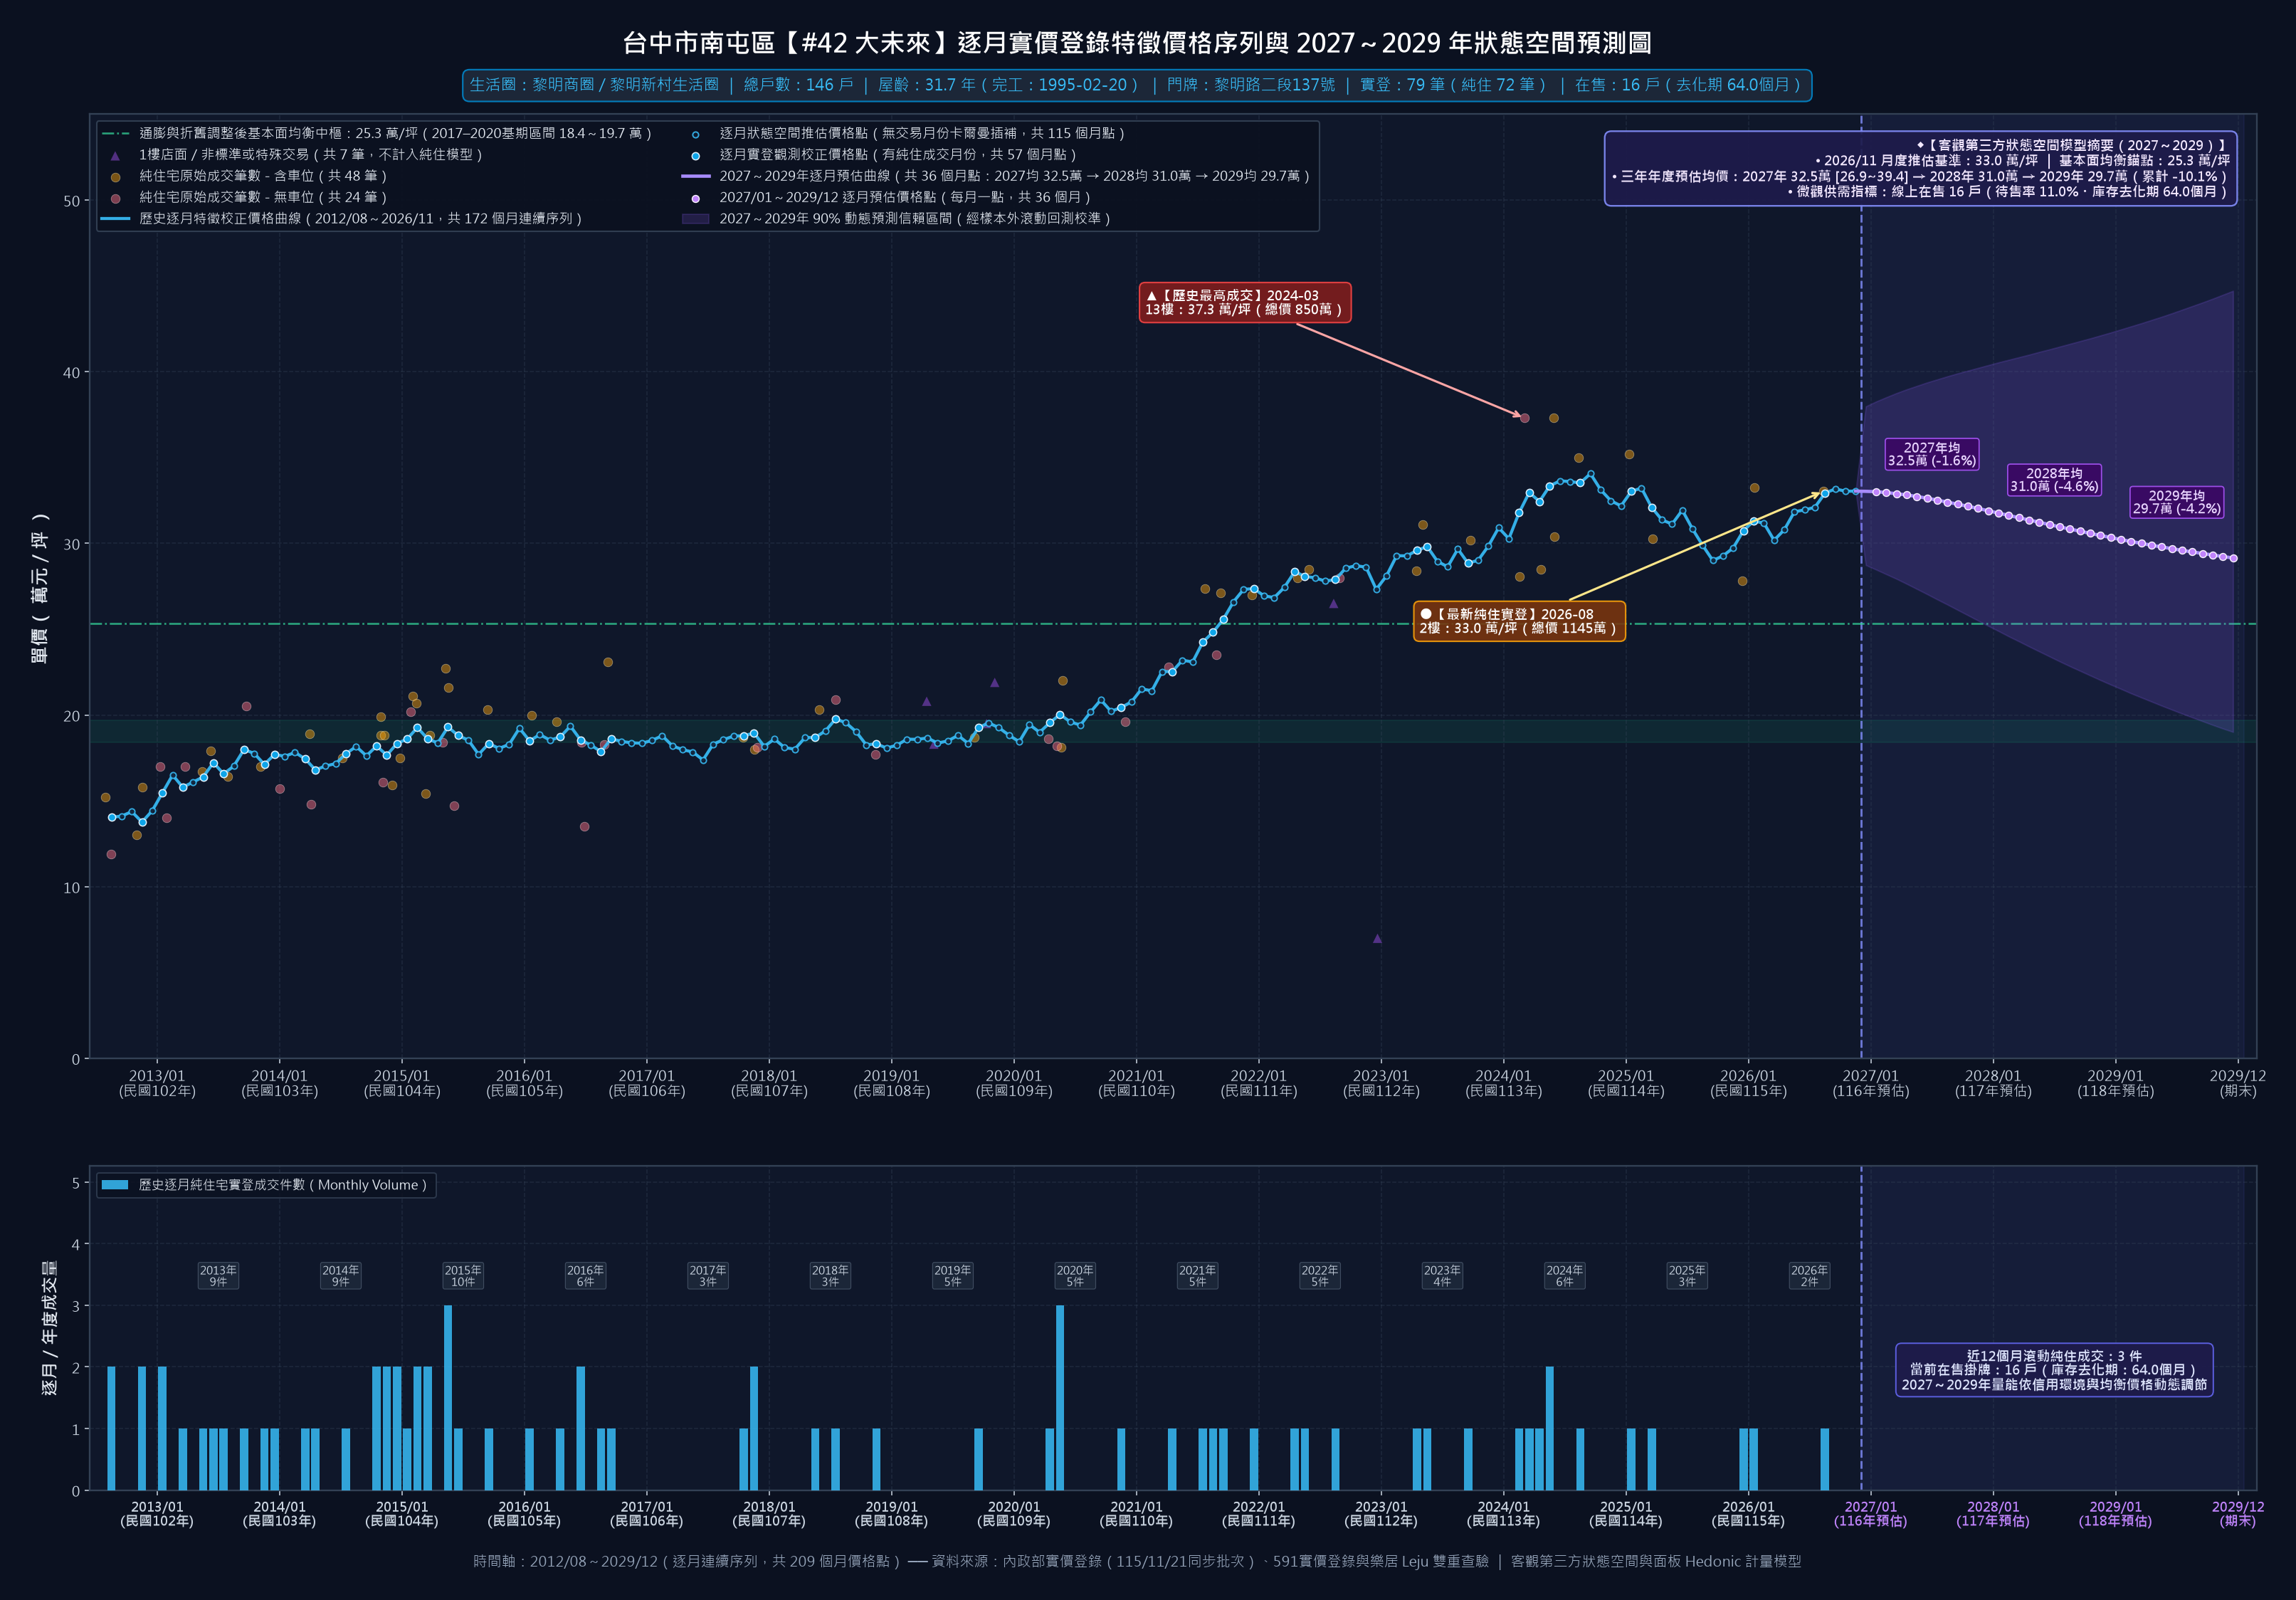 台中市南屯區【#42 大未來】逐月實價登錄特徵價格序列與 2027～2029 年狀態空間預測圖
生活圈：黎明商圈 / 黎明新村生活圈 ｜ 總戶數：146 戶 ｜ 屋齡：31.7 年（完工：1995-02-20） ｜ 門牌：黎明路二段137號 ｜ 實登：79 筆（純住 72 筆） ｜ 在售：16 戶（去化期 64.0個月）
通膨與折舊調整後基本面均衡中樞：25.3 萬/坪（2017–2020基期區間 18.4～19.7 萬）
1樓店面 / 非標準或特殊交易（共 7 筆，不計入純住模型）
純住宅原始成交筆數 - 含車位（共 48 筆）
純住宅原始成交筆數 - 無車位（共 24 筆）
歷史逐月特徵校正價格曲線（2012/08～2026/11，共 172 個月連續序列）
逐月狀態空間推估價格點（無交易月份卡爾曼插補，共 115 個月點）
逐月實登觀測校正價格點（有純住成交月份，共 57 個月點）
2027～2029年逐月預估曲線（共 36 個月點：2027均 32.5萬 → 2028均 31.0萬 → 2029均 29.7萬）
2027/01～2029/12 逐月預估價格點（每月一點，共 36 個月）
2027～2029年 90% 動態預測信賴區間（經樣本外滾動回測校準）
◆【客觀第三方狀態空間模型摘要（2027～2029）】
• 2026/11 月度推估基準：33.0 萬/坪 ｜ 基本面均衡錨點：25.3 萬/坪
• 三年年度預估均價：2027年 32.5萬 [26.9~39.4] → 2028年 31.0萬 → 2029年 29.7萬（累計 -10.1%）
• 微觀供需指標：線上在售 16 戶（待售率 11.0%．庫存去化期 64.0個月）
▲【歷史最高成交】2024-03
13樓：37.3 萬/坪（總價 850萬）
●【最新純住實登】2026-08
2樓：33.0 萬/坪（總價 1145萬）
2027年均
32.5萬 (-1.6%)
2028年均
31.0萬 (-4.6%)
2029年均
29.7萬 (-4.2%)
單價（ 萬元 / 坪 ）
50
40
30
20
10
0
2013/01
(民國102年)
2014/01
(民國103年)
2015/01
(民國104年)
2016/01
(民國105年)
2017/01
(民國106年)
2018/01
(民國107年)
2019/01
(民國108年)
2020/01
(民國109年)
2021/01
(民國110年)
2022/01
(民國111年)
2023/01
(民國112年)
2024/01
(民國113年)
2025/01
(民國114年)
2026/01
(民國115年)
2027/01
(116年預估)
2028/01
(117年預估)
2029/01
(118年預估)
2029/12
(期末)
歷史逐月純住宅實登成交件數（Monthly Volume）
逐月 / 年度成交量
5
4
3
2
1
0
2013年
9件
2014年
9件
2015年
10件
2016年
6件
2017年
3件
2018年
3件
2019年
5件
2020年
5件
2021年
5件
2022年
5件
2023年
4件
2024年
6件
2025年
3件
2026年
2件
近12個月滾動純住成交：3 件
當前在售掛牌：16 戶（庫存去化期：64.0個月）
2027～2029年量能依信用環境與均衡價格動態調節
2013/01
(民國102年)
2014/01
(民國103年)
2015/01
(民國104年)
2016/01
(民國105年)
2017/01
(民國106年)
2018/01
(民國107年)
2019/01
(民國108年)
2020/01
(民國109年)
2021/01
(民國110年)
2022/01
(民國111年)
2023/01
(民國112年)
2024/01
(民國113年)
2025/01
(民國114年)
2026/01
(民國115年)
2027/01
(116年預估)
2028/01
(117年預估)
2029/01
(118年預估)
2029/12
(期末)
時間軸：2012/08～2029/12（逐月連續序列，共 209 個月價格點）── 資料來源：內政部實價登錄（115/11/21同步批次）、591實價登錄與樂居 Leju 雙重查驗 ｜ 客觀第三方狀態空間與面板 Hedonic 計量模型